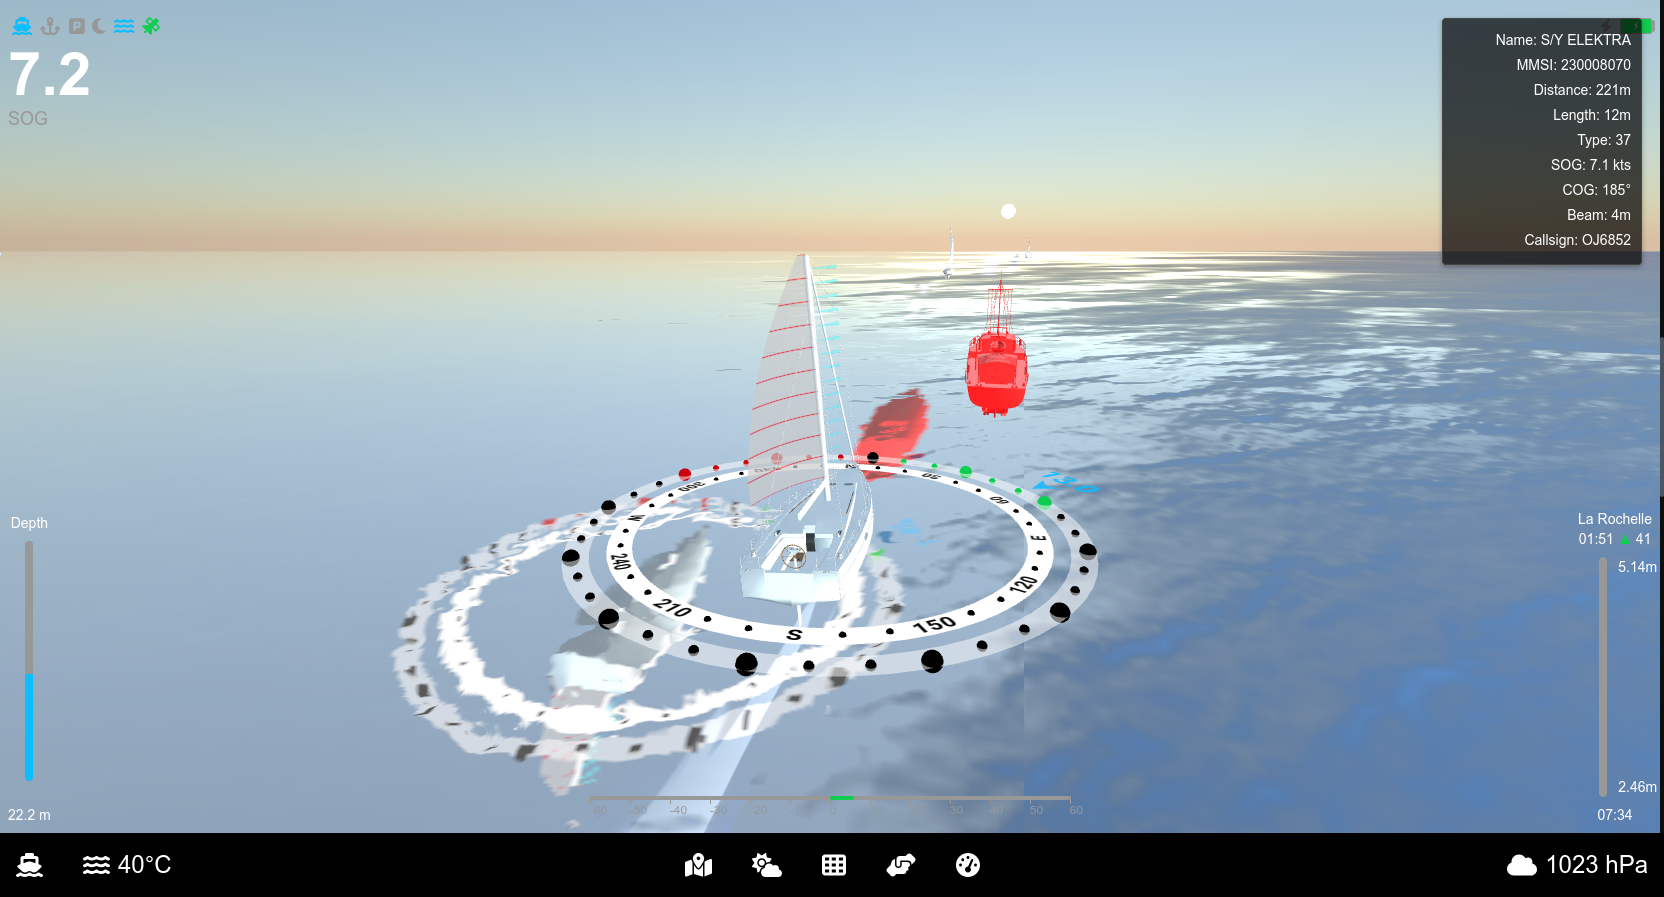 P
7.2
SOG
Name: S/Y ELEKTRA
MMSI: 230008070
Distance: 221m
Length: 12m
Type: 37
SOG: 7.1 kts
COG: 185°
Beam: 4m
Callsign: OJ6852
300
N
30
60
W
E
240
120
210
150
S
Depth
22.2 m
La Rochelle
01:51 ▲ 41
5.14m
2.46m
07:34
-60 -50 -40 -30 -20 -10 0 10 30 40 50 60
40°C
1023 hPa